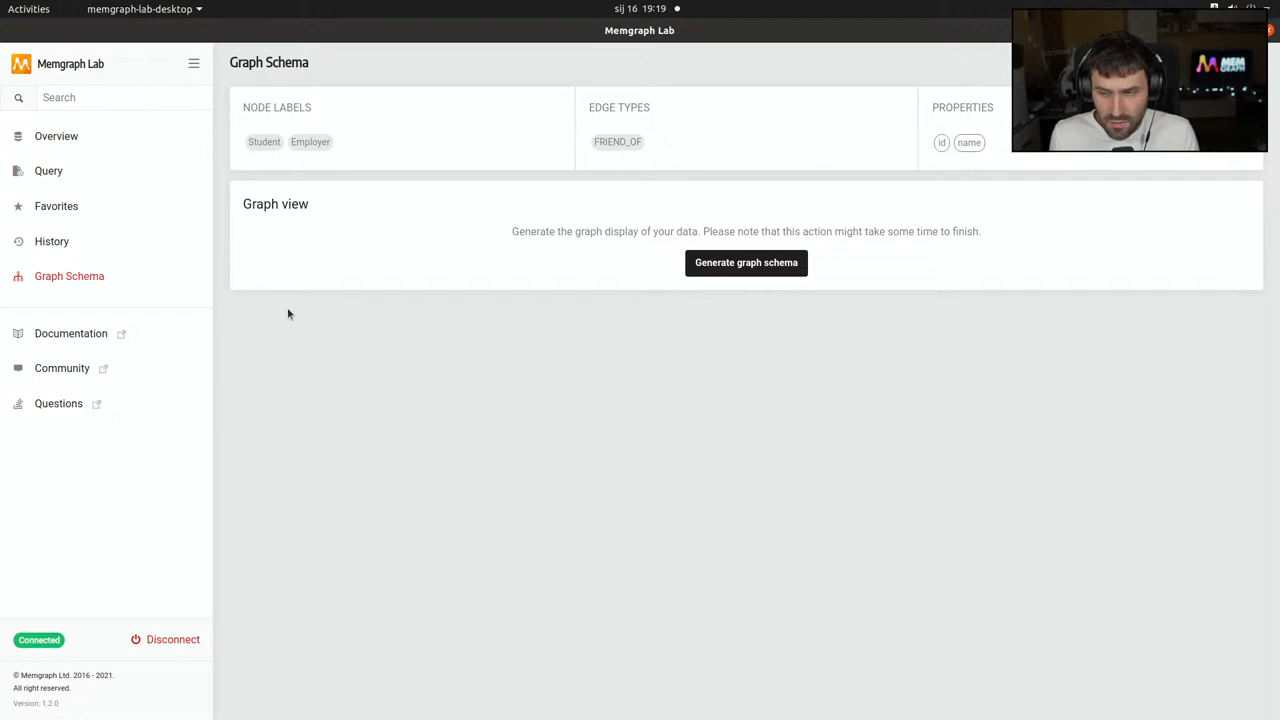 Activities
memgraph-lab-desktop
sij 16 19:19
Memgraph Lab
Memgraph Lab
Graph Schema
Search
NODE LABELS
EDGE TYPES
PROPERTIES
Student
Employer
FRIEND_OF
id
name
Overview
Query
Favorites
History
Graph Schema
Documentation
Community
Questions
Graph view
Generate the graph display of your data. Please note that this action might take some time to finish.
Generate graph schema
MEM
GRAPH
Connected
Disconnect
© Memgraph Ltd. 2016 - 2021.
All right reserved.
Version: 1.2.0